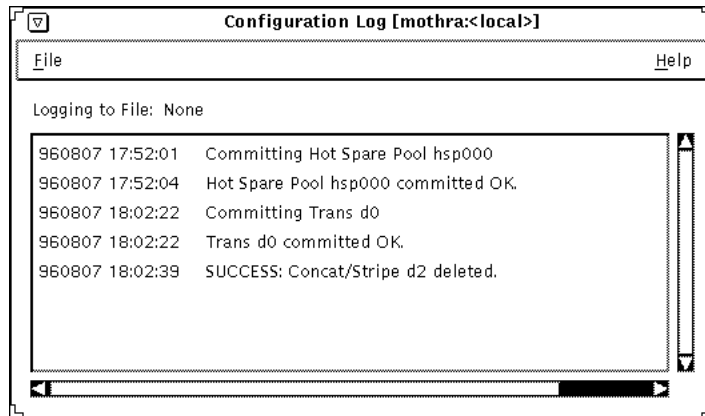 Configuration Log [mothra:<local>]
File Help
Logging to File: None
960807 17:52:01 Committing Hot Spare Pool hsp000
960807 17:52:04 Hot Spare Pool hsp000 committed OK.
960807 18:02:22 Committing Trans d0
960807 18:02:22 Trans d0 committed OK.
960807 18:02:39 SUCCESS: Concat/Stripe d2 deleted.